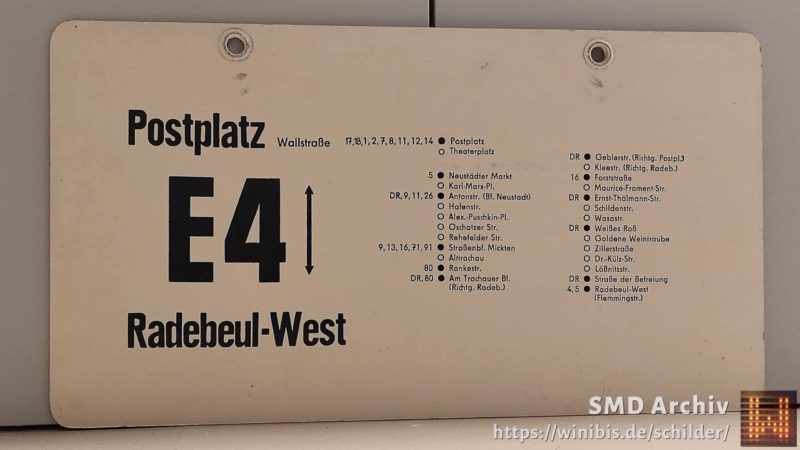 Postplatz Wallstraße
E4
Radebeul-West
17,18,1,2,7,8,11,12,14 ● Postplatz
○ Theaterplatz
5 ● Neustädter Markt
○ Karl-Marx-Pl.
DR, 9, 11, 26 ● Antonstr. (Bf. Neustadt)
○ Hafenstr.
○ Alex.-Puschkin-Pl.
○ Oschatzer Str.
○ Rehefelder Str.
9, 13, 16, 71, 91 ● Straßenbf. Mickten
○ Alttrachau
80 ● Rankestr.
DR, 80 ● Am Trachauer Bf.
(Richtg. Radeb.)
DR ● Geblerstr. (Richtg. Postpl.)
○ Kleestr. (Richtg. Radeb.)
16 ● Forststraße
○ Maurice-Froment-Str.
DR ● Ernst-Thälmann-Str.
○ Schildenstr.
○ Wasastr.
DR ● Weißes Roß
○ Goldene Weintraube
○ Zillerstraße
○ Dr.-Külz-Str.
○ Lößnitzstr.
DR ● Straße der Befreiung
4, 5 ● Radebeul-West
(Flemmingstr.)
SMD Archiv
https://winibis.de/schilder/